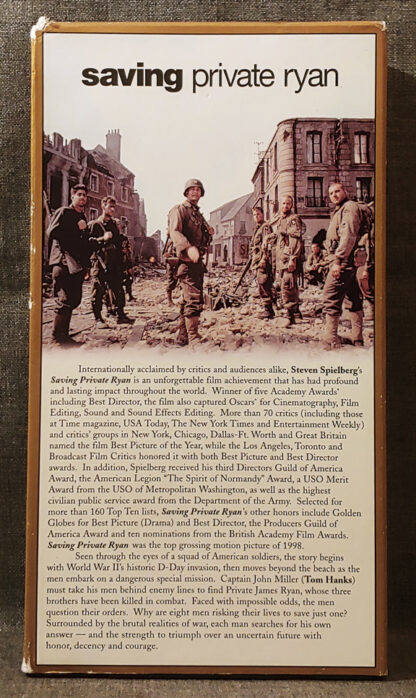 saving private ryan
Internationally acclaimed by critics and audiences alike, Steven Spielberg's
Saving Private Ryan is an unforgettable film achievement that has had profound
and lasting impact throughout the world. Winner of five Academy Awards'
including Best Director, the film also captured Oscars' for Cinematography, Film
Editing, Sound and Sound Effects Editing. More than 70 critics (including those
at Time magazine, USA Today, The New York Times and Entertainment Weekly)
and critics' groups in New York, Chicago, Dallas-Ft. Worth and Great Britain
named the film Best Picture of the Year, while the Los Angeles, Toronto and
Broadcast Film Critics honored it with both Best Picture and Best Director
awards. In addition, Spielberg received his third Directors Guild of America
Award, the American Legion "The Spirit of Normandy" Award, a USO Merit
Award from the USO of Metropolitan Washington, as well as the highest
civilian public service award from the Department of the Army. Selected for
more than 160 Top Ten lists, Saving Private Ryan's other honors include Golden
Globes for Best Picture (Drama) and Best Director, the Producers Guild of
America Award and ten nominations from the British Academy Film Awards.
Saving Private Ryan was the top grossing motion picture of 1998.
Seen through the eyes of a squad of American soldiers, the story begins
with World War II's historic D-Day invasion, then moves beyond the beach as the
men embark on a dangerous special mission. Captain John Miller (Tom Hanks)
must take his men behind enemy lines to find Private James Ryan, whose three
brothers have been killed in combat. Faced with impossible odds, the men
question their orders. Why are eight men risking their lives to save just one?
Surrounded by the brutal realities of war, each man searches for his own
answer — and the strength to triumph over an uncertain future with
honor, decency and courage.